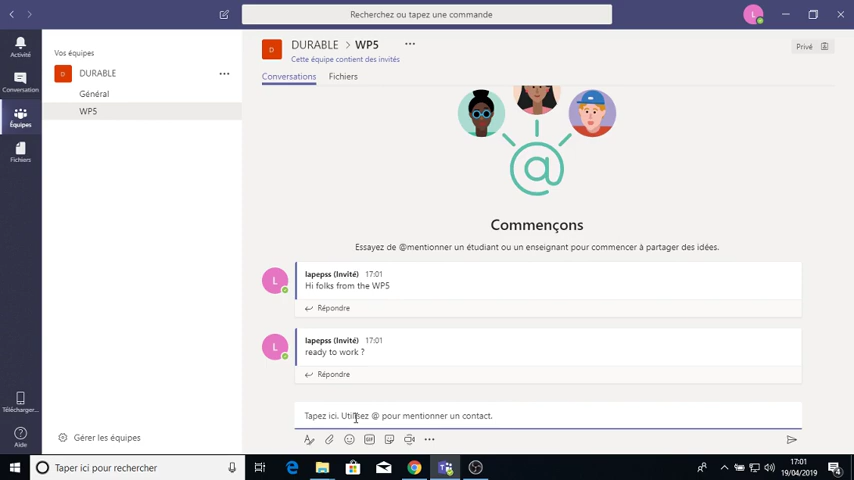 Recherchez ou tapez une commande
L
Activité
Conversation
Équipes
Fichiers
Télécharger...
Aide
Vos équipes
D DURABLE ...
Général
WP5
Gérer les équipes
D DURABLE > WP5 ...
Cette équipe contient des invités
Privé
Conversations Fichiers
@
Commençons
Essayez de @mentionner un étudiant ou un enseignant pour commencer à partager des idées.
L lapepss (Invité) 17:01
Hi folks from the WP5
Répondre
L lapepss (Invité) 17:01
ready to work ?
Répondre
Tapez ici. Utilisez @ pour mentionner un contact.
GIF
Taper ici pour rechercher
17:01
19/04/2019
4